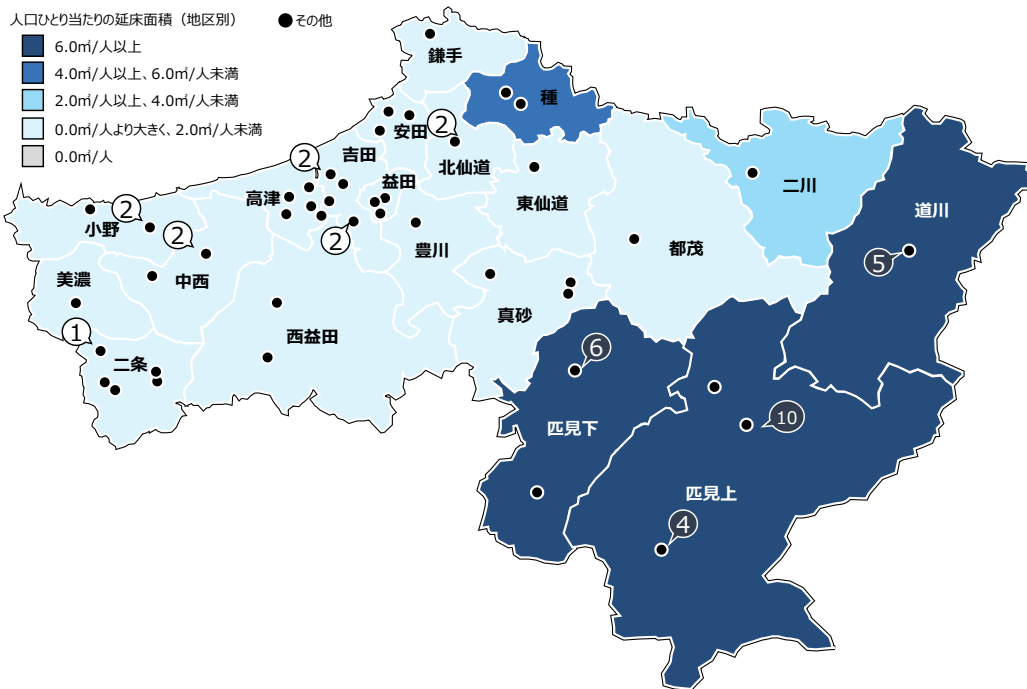 人口ひとり当たりの延床面積（地区別）
●その他
6.0㎡/人以上
4.0㎡/人以上、6.0㎡/人未満
2.0㎡/人以上、4.0㎡/人未満
0.0㎡/人より大きく、2.0㎡/人未満
0.0㎡/人
鎌手
種
安田
2
北仙道
吉田
2
益田
高津
東仙道
二川
道川
小野
2
2
2
豊川
都茂
5
美濃
中西
真砂
1
西益田
6
二条
10
匹見下
匹見上
4